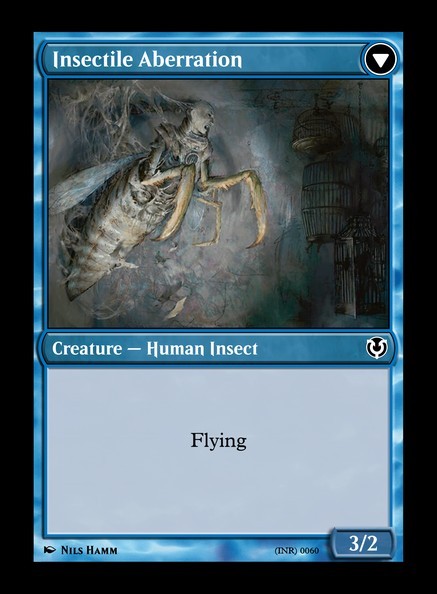 Insectile Aberration
Creature — Human Insect
Flying
3/2
Nils Hamm
(INR) 0060